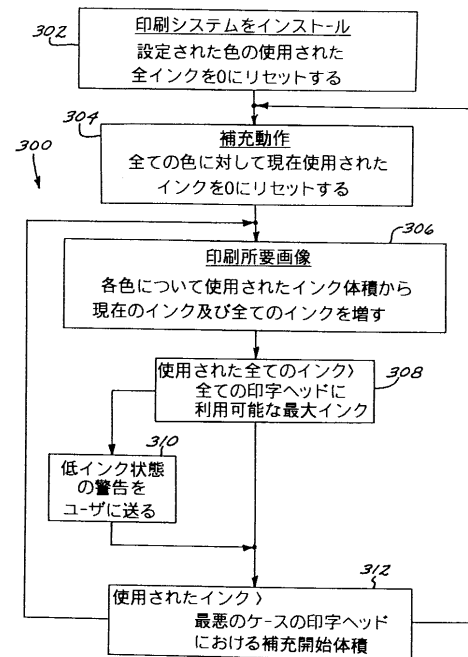 302
印刷システムをインストール
設定された色の使用された
全インクを0にリセットする
304
補充動作
全ての色に対して現在使用された
インクを0にリセットする
300
306
印刷所要画像
各色について使用されたインク体積から
現在のインク及び全てのインクを増す
使用された全てのインク>
全ての印字ヘッドに
利用可能な最大インク
308
310
低インク状態
の警告を
ユーザに送る
312
使用されたインク>
最悪のケースの印字ヘッド
における補充開始体積